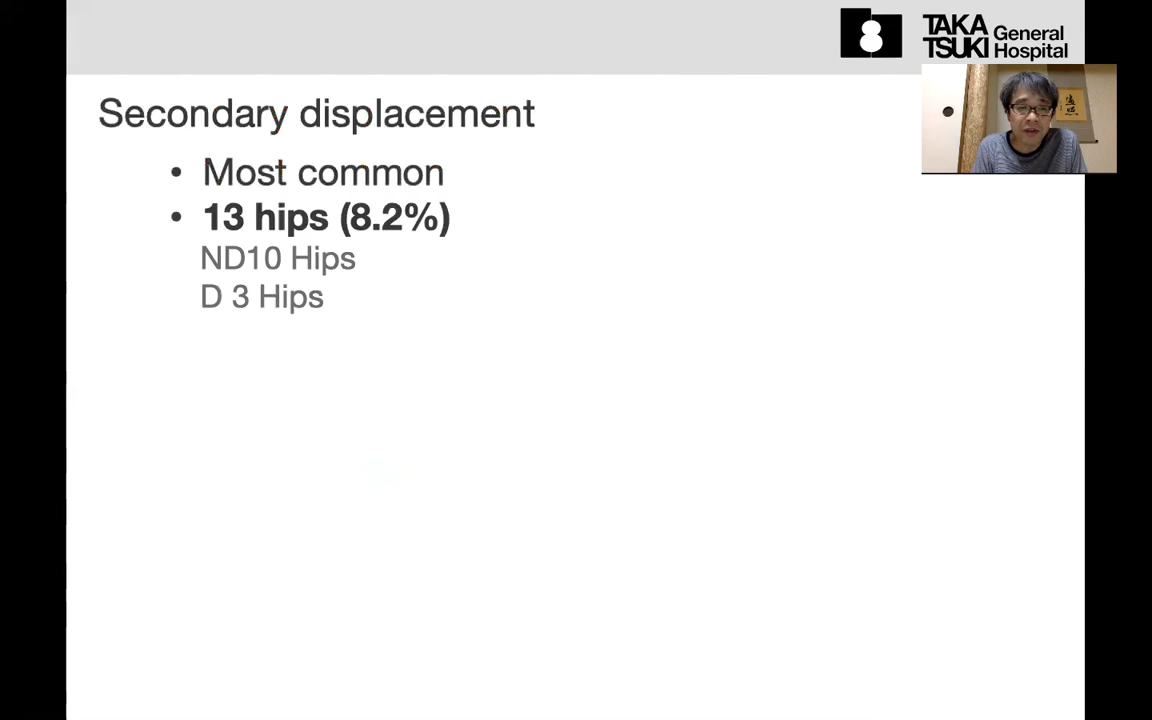 TAKA
TSUKI General
Hospital
Secondary displacement
• Most common
• 13 hips (8.2%)
ND10 Hips
D 3 Hips